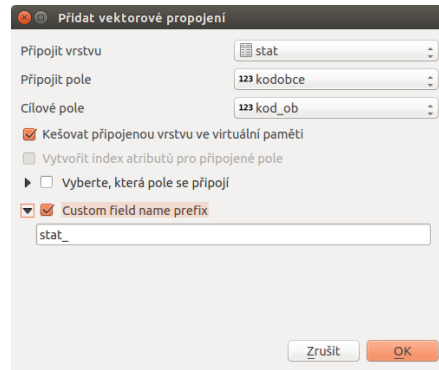 Přidat vektorové propojení
Připojit vrstvu stat
Připojit pole 123 kodobce
Cílové pole 123 kod_ob
Kešovat připojenou vrstvu ve virtuální paměti
Vytvořit index atributů pro připojené pole
Vyberte, která pole se připojí
Custom field name prefix
stat_
Zrušit OK